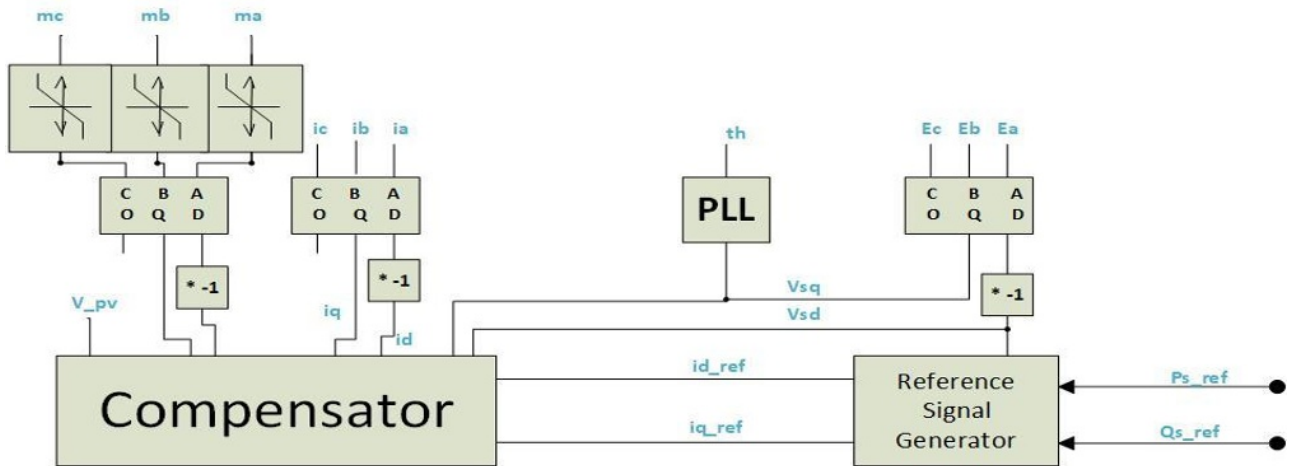 mc mb ma
ic ib ia
th
Ec Eb Ea
C B A
O Q D
C B A
O Q D
PLL
C B A
O Q D
* -1
* -1
* -1
V_pv
iq
id
Vsq
Vsd
Compensator
id_ref
iq_ref
Reference
Signal
Generator
Ps_ref
Qs_ref